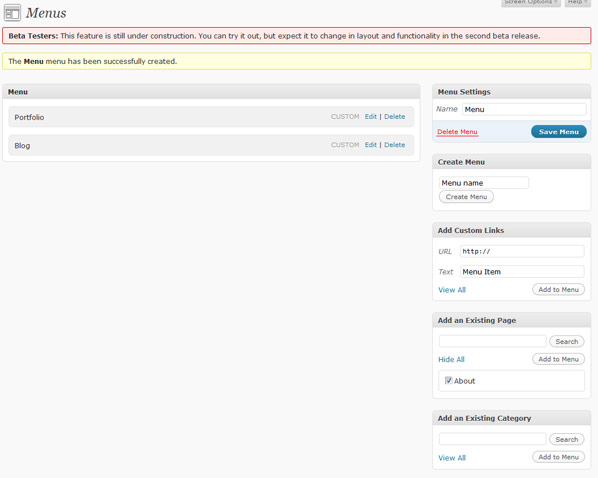 Screen Options
Help
Menus
Beta Testers: This feature is still under construction. You can try it out, but expect it to change in layout and functionality in the second beta release.
The Menu menu has been successfully created.
Menu
Portfolio CUSTOM Edit | Delete
Blog CUSTOM Edit | Delete
Menu Settings
Name Menu
Delete Menu Save Menu
Create Menu
Menu name
Create Menu
Add Custom Links
URL http://
Text Menu Item
View All Add to Menu
Add an Existing Page
Search
Hide All Add to Menu
About
Add an Existing Category
Search
View All Add to Menu